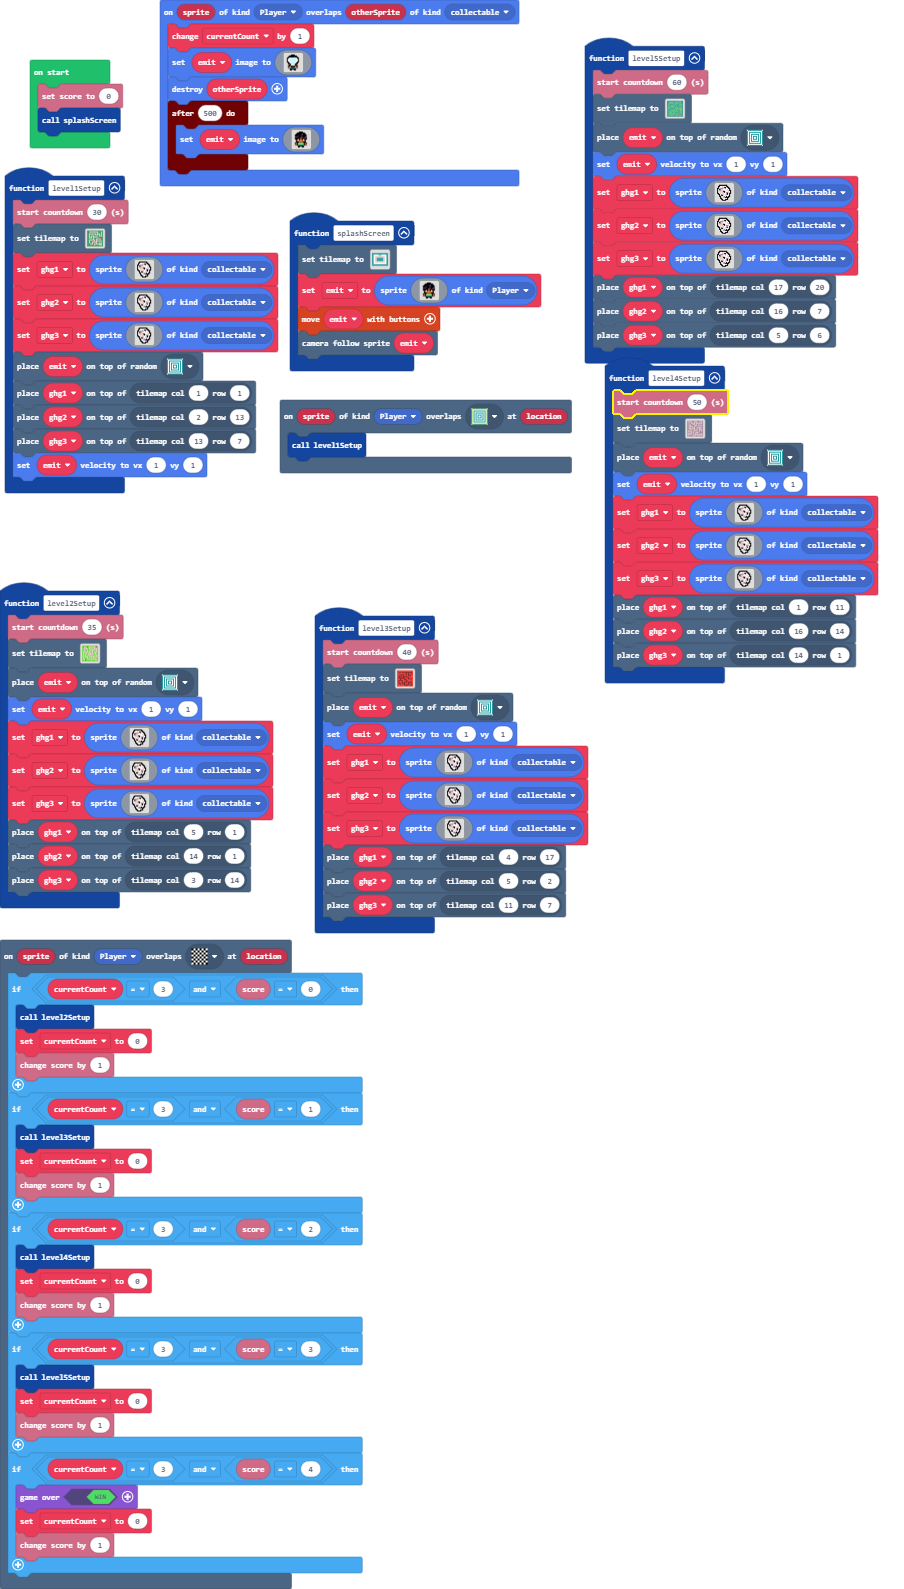 on sprite of kind Player overlaps otherSprite of kind collectable
change currentCount by 1
set emit image to
destroy otherSprite
after 500 do
set emit image to
on start
set score to 0
call splashScreen
function level1Setup
start countdown 30 (s)
set tilemap to
set ghg1 to sprite of kind collectable
set ghg2 to sprite of kind collectable
set ghg3 to sprite of kind collectable
place emit on top of random
place ghg1 on top of tilemap col 1 row 1
place ghg2 on top of tilemap col 2 row 13
place ghg3 on top of tilemap col 13 row 7
set emit velocity to vx 1 vy 1
function splashScreen
set tilemap to
set emit to sprite of kind Player
move emit with buttons
camera follow sprite emit
on sprite of kind Player overlaps at location
call level1Setup
function level5Setup
start countdown 60 (s)
set tilemap to
place emit on top of random
set emit velocity to vx 1 vy 1
set ghg1 to sprite of kind collectable
set ghg2 to sprite of kind collectable
set ghg3 to sprite of kind collectable
place ghg1 on top of tilemap col 17 row 20
place ghg2 on top of tilemap col 16 row 7
place ghg3 on top of tilemap col 5 row 6
function level4Setup
start countdown 50 (s)
set tilemap to
place emit on top of random
set emit velocity to vx 1 vy 1
set ghg1 to sprite of kind collectable
set ghg2 to sprite of kind collectable
set ghg3 to sprite of kind collectable
place ghg1 on top of tilemap col 1 row 11
place ghg2 on top of tilemap col 16 row 14
place ghg3 on top of tilemap col 14 row 1
function level2Setup
start countdown 35 (s)
set tilemap to
place emit on top of random
set emit velocity to vx 1 vy 1
set ghg1 to sprite of kind collectable
set ghg2 to sprite of kind collectable
set ghg3 to sprite of kind collectable
place ghg1 on top of tilemap col 5 row 1
place ghg2 on top of tilemap col 14 row 1
place ghg3 on top of tilemap col 3 row 14
function level3Setup
start countdown 40 (s)
set tilemap to
place emit on top of random
set emit velocity to vx 1 vy 1
set ghg1 to sprite of kind collectable
set ghg2 to sprite of kind collectable
set ghg3 to sprite of kind collectable
place ghg1 on top of tilemap col 4 row 17
place ghg2 on top of tilemap col 5 row 2
place ghg3 on top of tilemap col 11 row 7
on sprite of kind Player overlaps at location
if currentCount = 3 and score = 0 then
call level2Setup
set currentCount to 0
change score by 1
if currentCount = 3 and score = 1 then
call level3Setup
set currentCount to 0
change score by 1
if currentCount = 3 and score = 2 then
call level4Setup
set currentCount to 0
change score by 1
if currentCount = 3 and score = 3 then
call level5Setup
set currentCount to 0
change score by 1
if currentCount = 3 and score = 4 then
game over WIN
set currentCount to 0
change score by 1